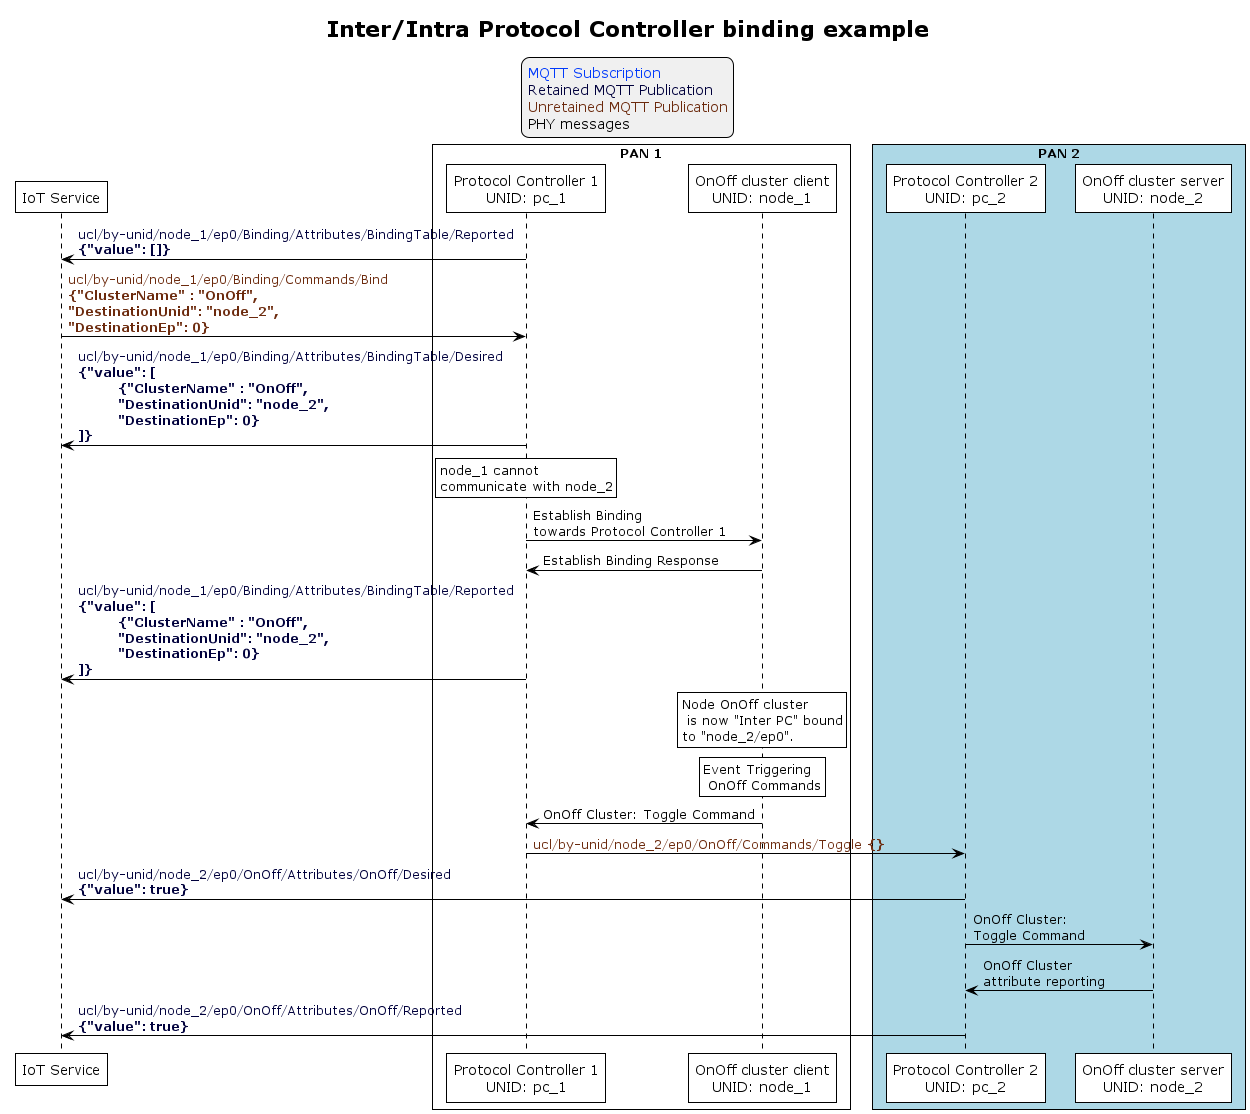 Inter/Intra Protocol Controller binding example
MQTT Subscription
Retained MQTT Publication
Unretained MQTT Publication
PHY messages
PAN 1
PAN 2
IoT Service
Protocol Controller 1
UNID: pc_1
OnOff cluster client
UNID: node_1
Protocol Controller 2
UNID: pc_2
OnOff cluster server
UNID: node_2
ucl/by-unid/node_1/ep0/Binding/Attributes/BindingTable/Reported
{"value": []}
ucl/by-unid/node_1/ep0/Binding/Commands/Bind
{"ClusterName" : "OnOff",
"DestinationUnid": "node_2",
"DestinationEp": 0}
ucl/by-unid/node_1/ep0/Binding/Attributes/BindingTable/Desired
{"value": [
{"ClusterName" : "OnOff",
"DestinationUnid": "node_2",
"DestinationEp": 0}
]}
node_1 cannot
communicate with node_2
Establish Binding
towards Protocol Controller 1
Establish Binding Response
ucl/by-unid/node_1/ep0/Binding/Attributes/BindingTable/Reported
{"value": [
{"ClusterName" : "OnOff",
"DestinationUnid": "node_2",
"DestinationEp": 0}
]}
Node OnOff cluster
is now "Inter PC" bound
to "node_2/ep0".
Event Triggering
OnOff Commands
OnOff Cluster: Toggle Command
ucl/by-unid/node_2/ep0/OnOff/Commands/Toggle {}
ucl/by-unid/node_2/ep0/OnOff/Attributes/OnOff/Desired
{"value": true}
OnOff Cluster:
Toggle Command
OnOff Cluster
attribute reporting
ucl/by-unid/node_2/ep0/OnOff/Attributes/OnOff/Reported
{"value": true}
IoT Service
Protocol Controller 1
UNID: pc_1
OnOff cluster client
UNID: node_1
Protocol Controller 2
UNID: pc_2
OnOff cluster server
UNID: node_2